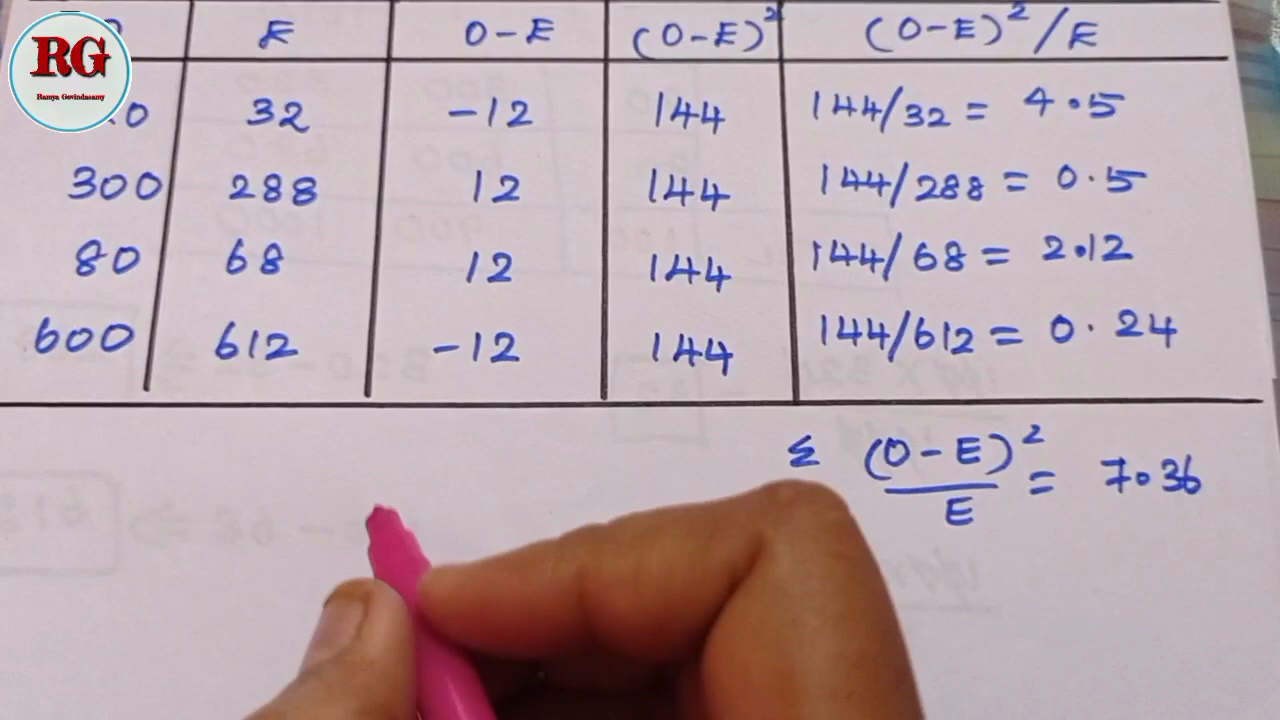 RG
Ramya Govindasamy
E O-E (O-E)² (O-E)²/E
32 -12 144 144/32 = 4.5
300 288 12 144 144/288 = 0.5
80 68 12 144 144/68 = 2.12
600 612 -12 144 144/612 = 0.24
Σ (O-E)²/E = 7.36